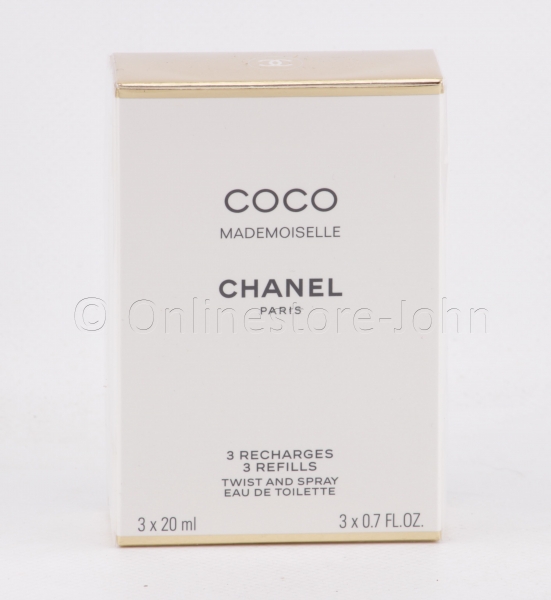 COCO
MADEMOISELLE
CHANEL
PARIS
© Onlinestore-John
3 RECHARGES
3 REFILLS
TWIST AND SPRAY
EAU DE TOILETTE
3 x 20 ml 3 x 0.7 FL.OZ.